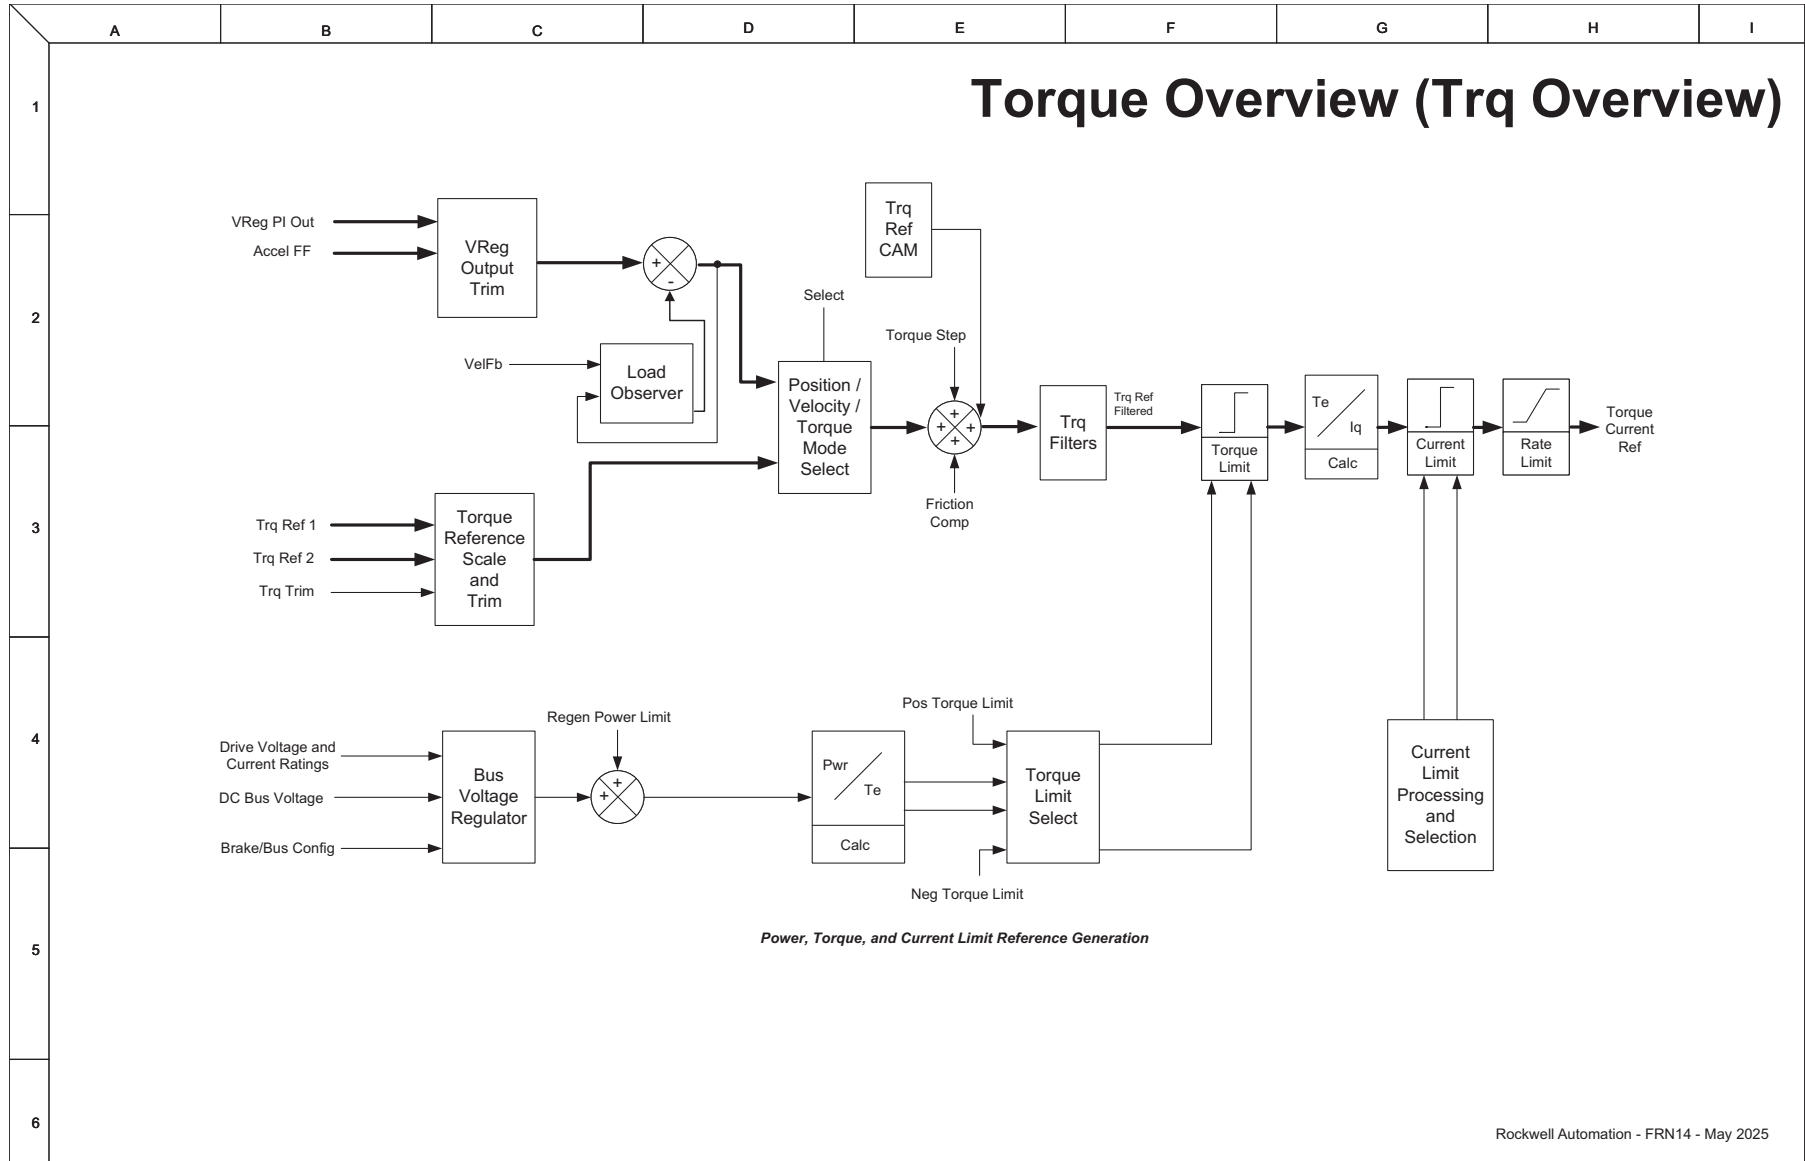 A B C D E F G H I
1
Torque Overview (Trq Overview)
2
VReg PI Out
Accel FF
VReg
Output
Trim
+
-
Trq
Ref
CAM
Select
Torque Step
VelFb
Load
Observer
Position /
Velocity /
Torque
Mode
Select
+
+ +
+
Friction
Comp
Trq
Filters
Trq Ref
Filtered
Torque
Limit
Te
Iq
Calc
Current
Limit
Rate
Limit
Torque
Current
Ref
3
Trq Ref 1
Trq Ref 2
Trq Trim
Torque
Reference
Scale
and
Trim
4
Regen Power Limit
Drive Voltage and
Current Ratings
DC Bus Voltage
Brake/Bus Config
Bus
Voltage
Regulator
+
+
Pwr
Te
Calc
Pos Torque Limit
Torque
Limit
Select
Neg Torque Limit
Current
Limit
Processing
and
Selection
5
Power, Torque, and Current Limit Reference Generation
6
Rockwell Automation - FRN14 - May 2025